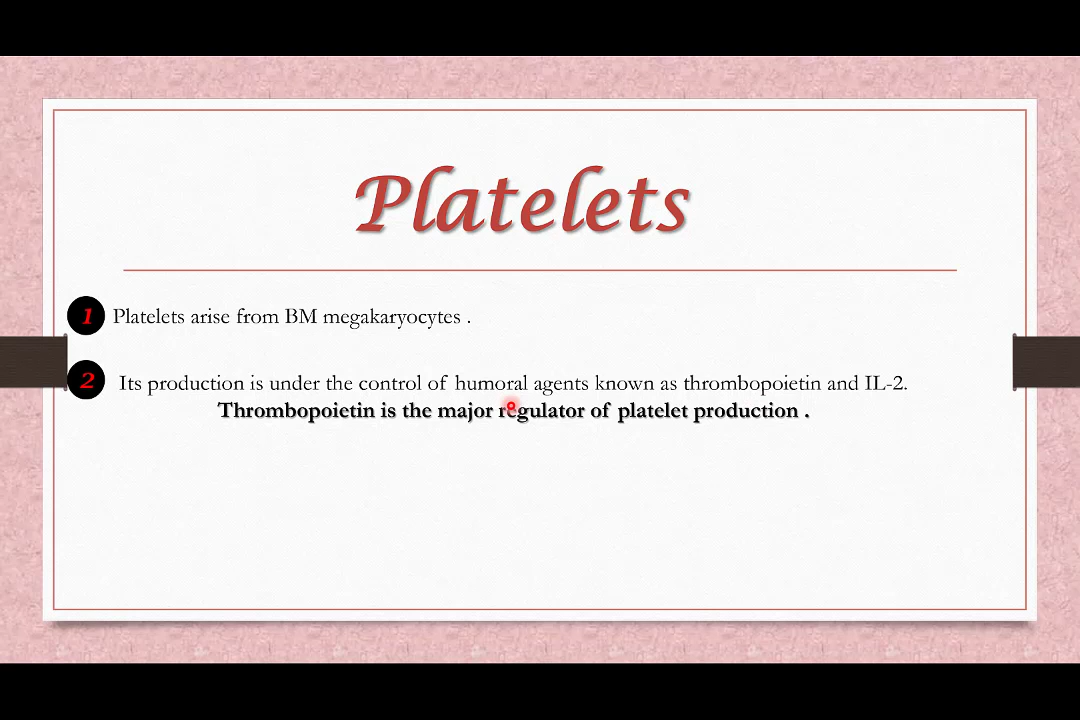 Platelets
1 Platelets arise from BM megakaryocytes .
2 Its production is under the control of humoral agents known as thrombopoietin and IL-2.
Thrombopoietin is the major regulator of platelet production .